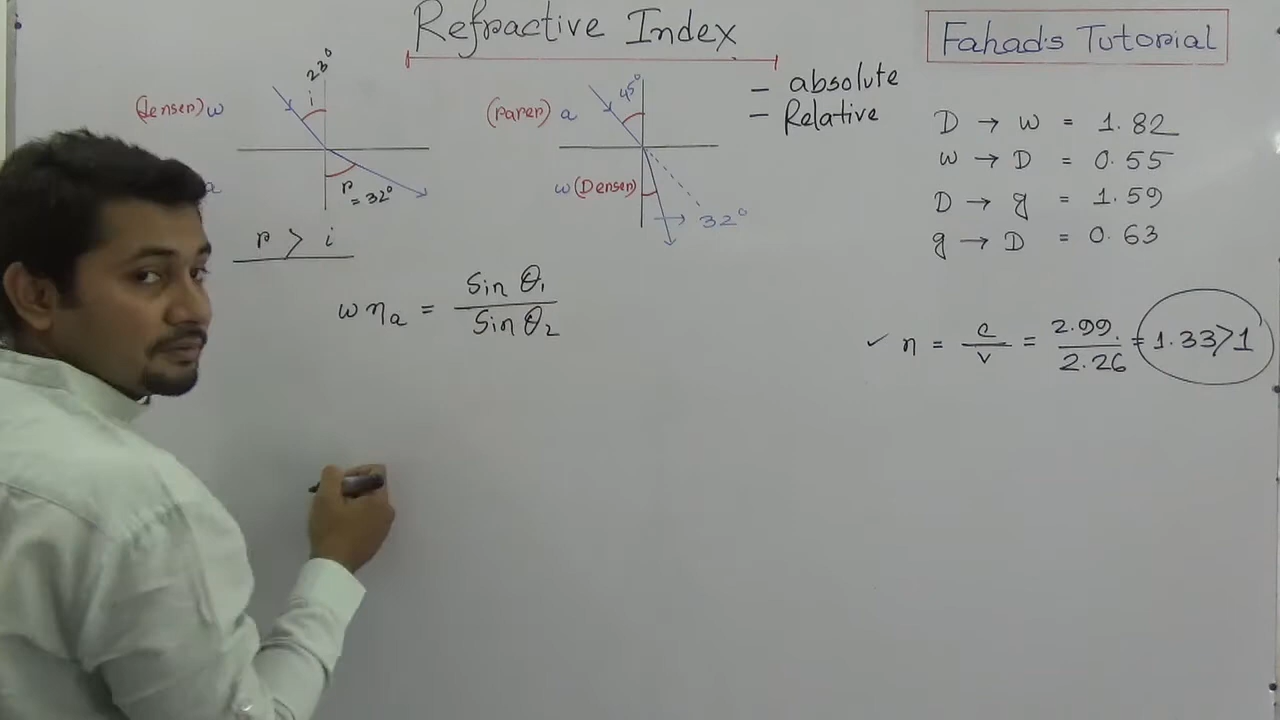 Refractive Index
Fahad's Tutorial
- absolute
- Relative
23°
i
(denser) w
a
r
= 32°
r > i
45°
(rarer) a
w (Denser)
32°
D → w = 1.82
w → D = 0.55
D → g = 1.59
g → D = 0.63
wηa = Sin θ1 / Sin θ2
✓ η = c/v = 2.99/2.26 = 1.33 > 1